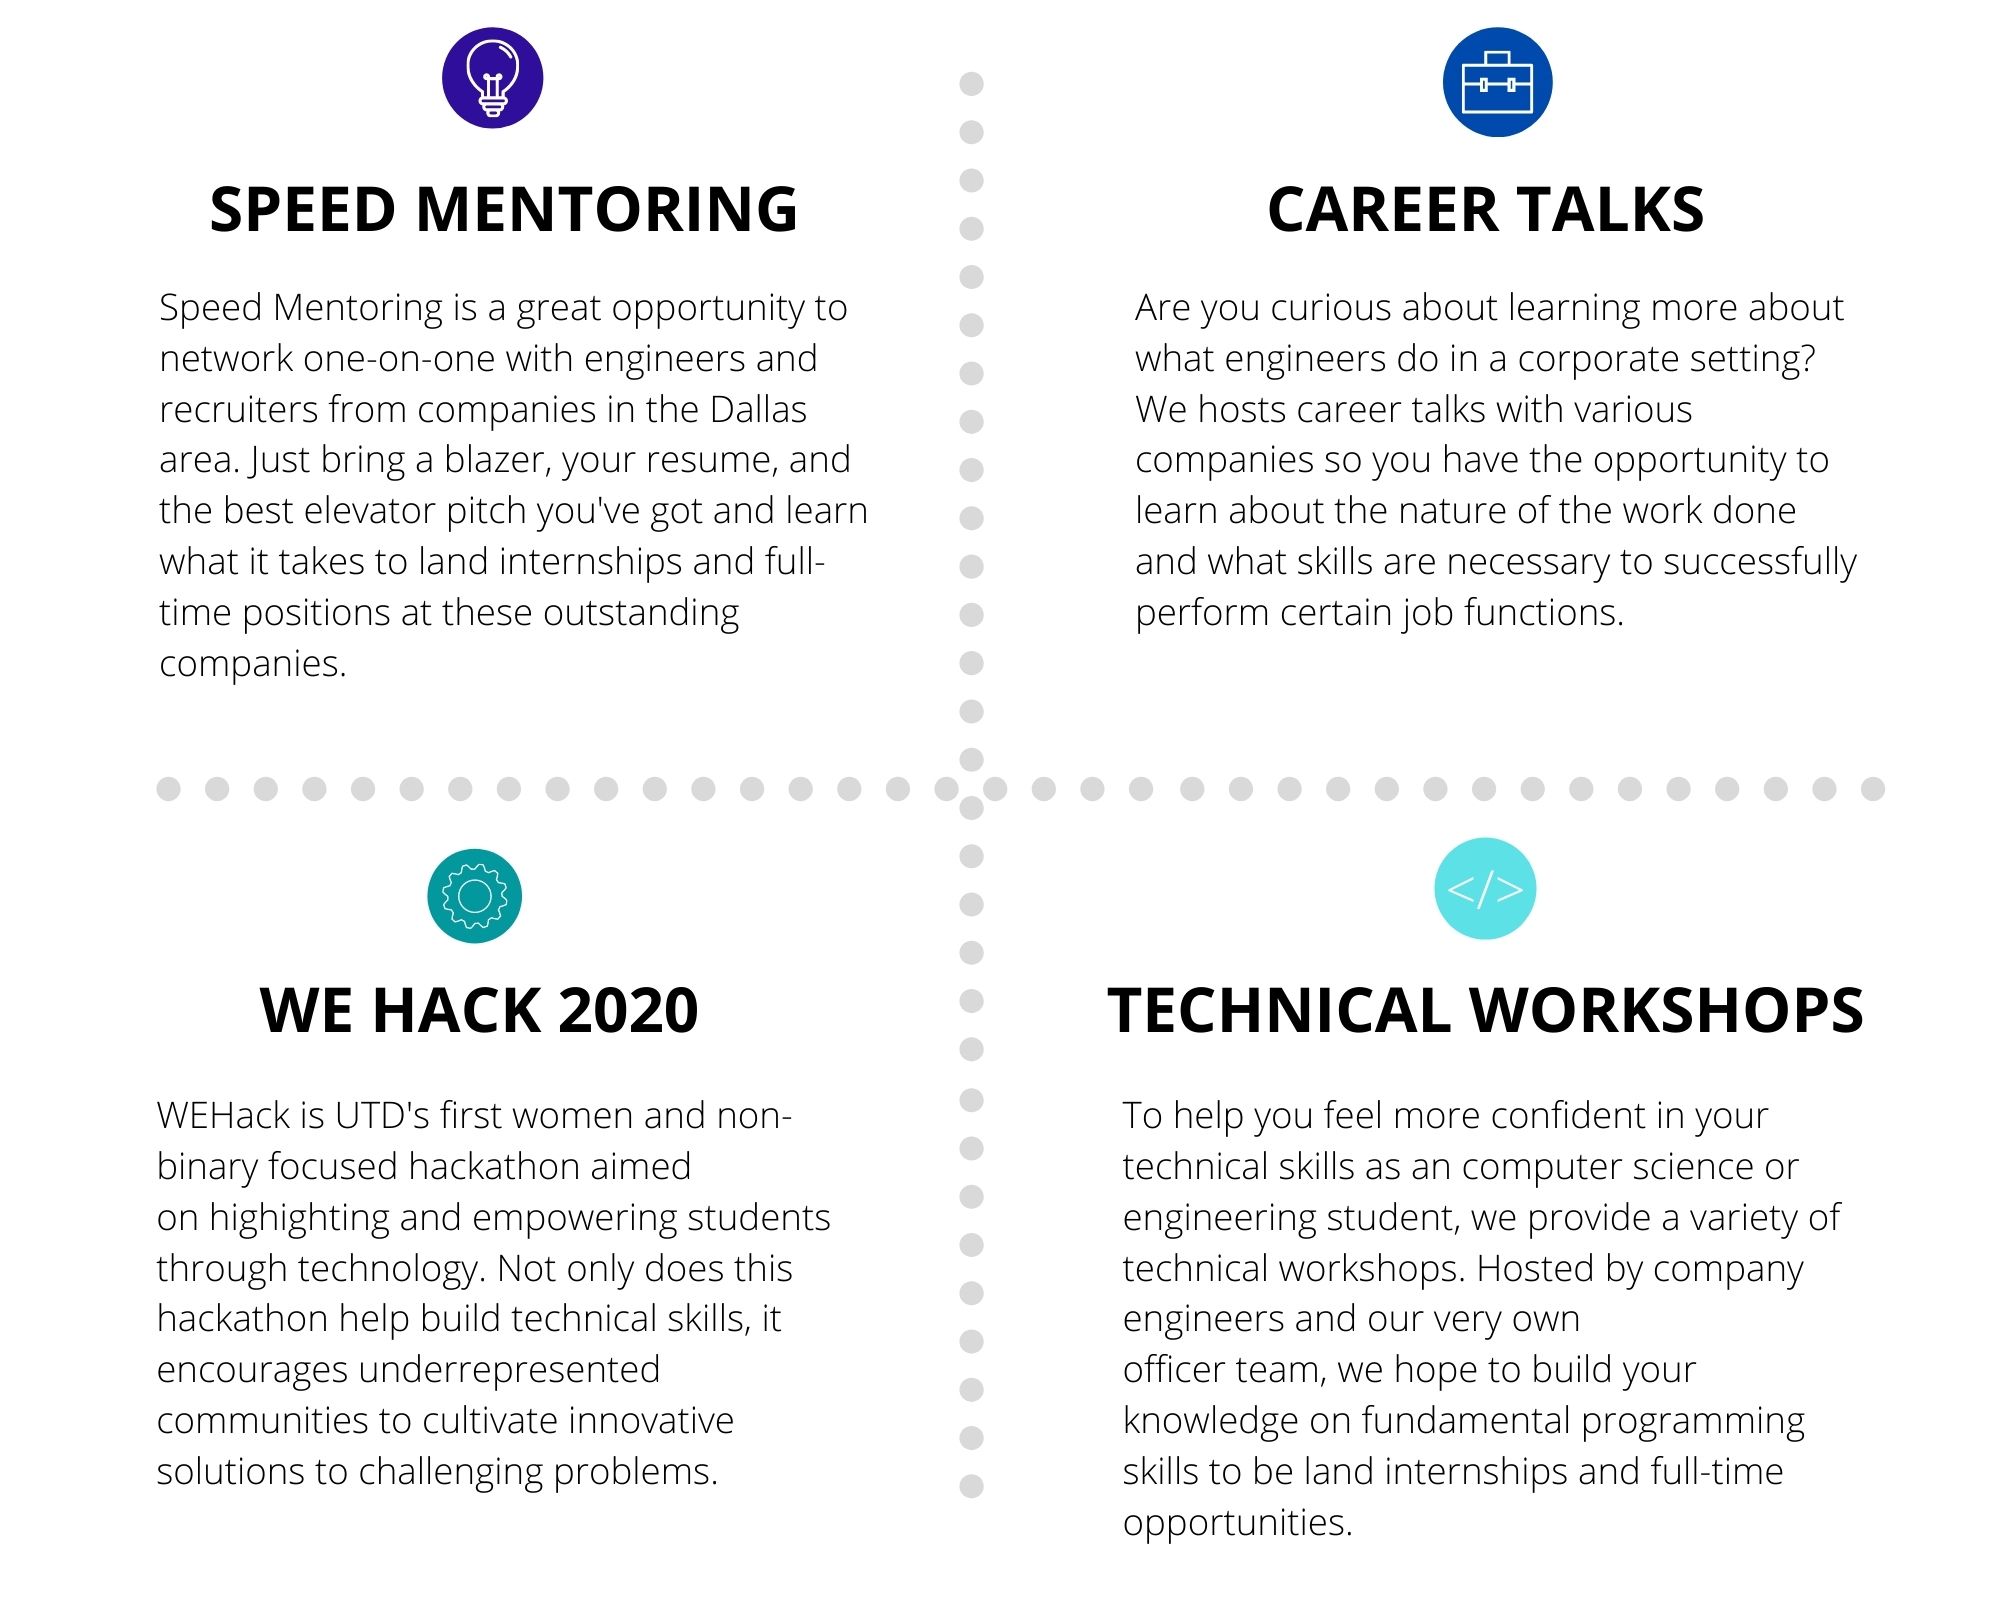 SPEED MENTORING
Speed Mentoring is a great opportunity to
network one-on-one with engineers and
recruiters from companies in the Dallas
area. Just bring a blazer, your resume, and
the best elevator pitch you've got and learn
what it takes to land internships and full-
time positions at these outstanding
companies.
CAREER TALKS
Are you curious about learning more about
what engineers do in a corporate setting?
We hosts career talks with various
companies so you have the opportunity to
learn about the nature of the work done
and what skills are necessary to successfully
perform certain job functions.
WE HACK 2020
WEHack is UTD's first women and non-
binary focused hackathon aimed
on highighting and empowering students
through technology. Not only does this
hackathon help build technical skills, it
encourages underrepresented
communities to cultivate innovative
solutions to challenging problems.
</>
TECHNICAL WORKSHOPS
To help you feel more confident in your
technical skills as an computer science or
engineering student, we provide a variety of
technical workshops. Hosted by company
engineers and our very own
officer team, we hope to build your
knowledge on fundamental programming
skills to be land internships and full-time
opportunities.